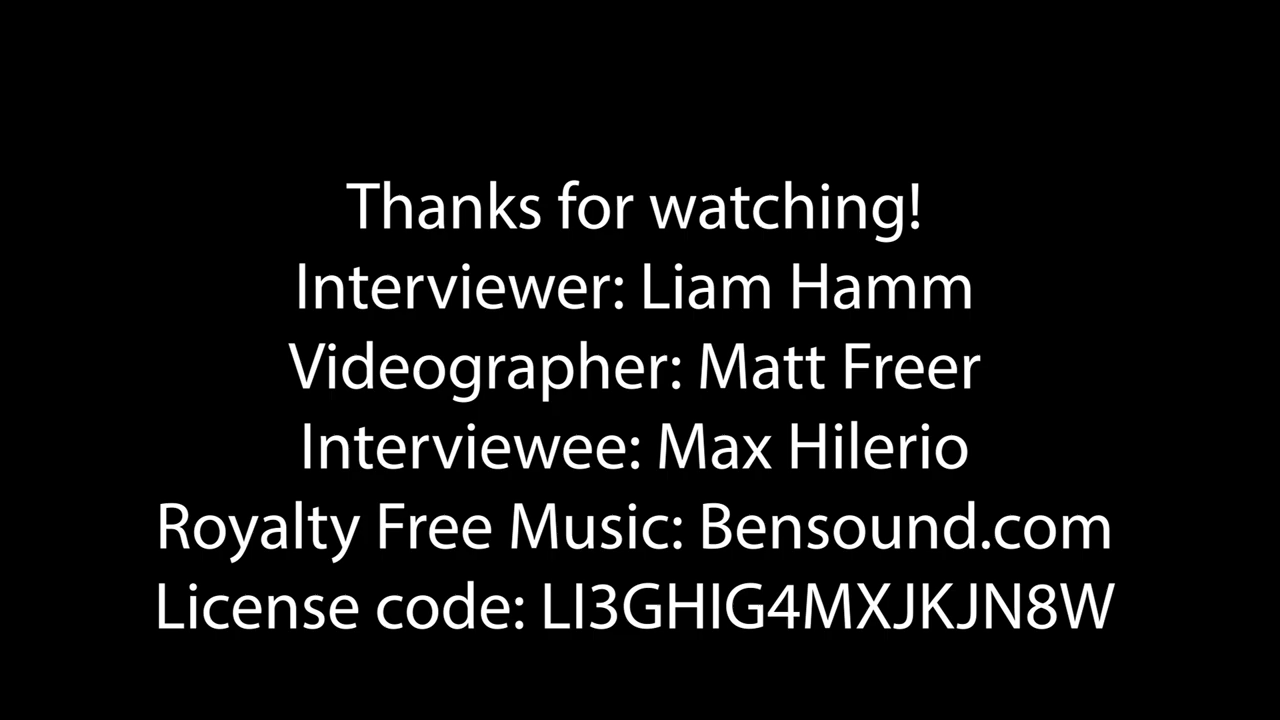 Thanks for watching!
Interviewer: Liam Hamm
Videographer: Matt Freer
Interviewee: Max Hilerio
Royalty Free Music: Bensound.com
License code: LI3GHIG4MXJKJN8W